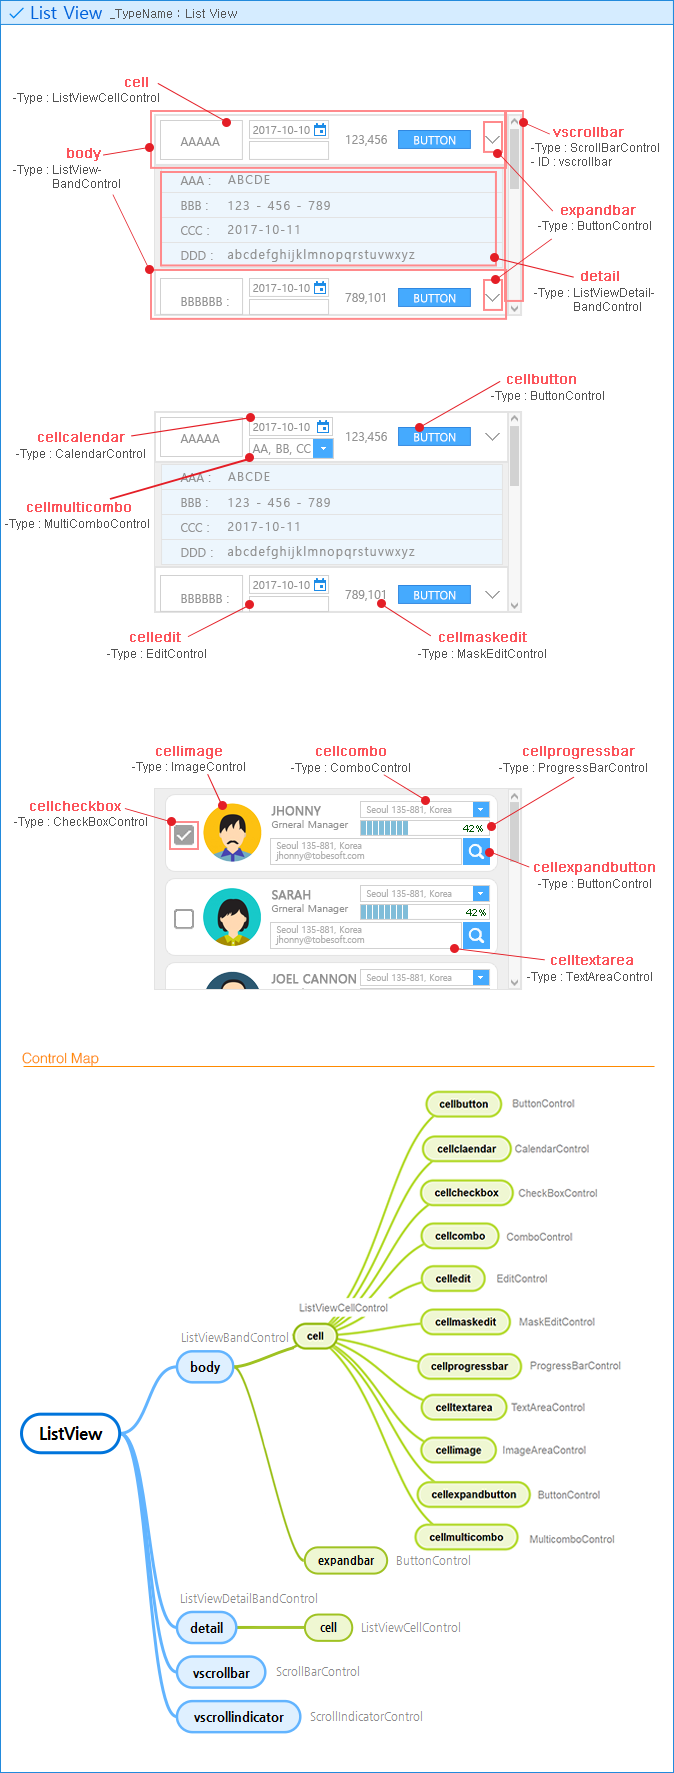 List View _TypeName : List View
cell
-Type : ListViewCellControl
body
-Type : ListView-
BandControl
vscrollbar
-Type : ScrollBarControl
- ID : vscrollbar
expandbar
-Type : ButtonControl
detail
-Type : ListViewDetail-
BandControl
AAAAA
2017-10-10
123,456
BUTTON
AAA : ABCDE
BBB : 123 - 456 - 789
CCC : 2017-10-11
DDD : abcdefghijklmnopqrstuvwxyz
BBBBBB :
2017-10-10
789,101
BUTTON
cellbutton
-Type : ButtonControl
cellcalendar
-Type : CalendarControl
cellmulticombo
-Type : MultiComboControl
AAAAA
2017-10-10
AA, BB, CC
123,456
BUTTON
AAA : ABCDE
BBB : 123 - 456 - 789
CCC : 2017-10-11
DDD : abcdefghijklmnopqrstuvwxyz
BBBBBB :
2017-10-10
789,101
BUTTON
celledit
-Type : EditControl
cellmaskedit
-Type : MaskEditControl
cellimage
-Type : ImageControl
cellcombo
-Type : ComboControl
cellprogressbar
-Type : ProgressBarControl
cellcheckbox
-Type : CheckBoxControl
cellexpandbutton
-Type : ButtonControl
celltextarea
-Type : TextAreaControl
JHONNY
Grneral Manager
Seoul 135-881, Korea
42%
Seoul 135-881, Korea
jhonny@tobesoft.com
SARAH
Grneral Manager
Seoul 135-881, Korea
42%
Seoul 135-881, Korea
jhonny@tobesoft.com
JOEL CANNON
Seoul 135-881, Korea
Control Map
cellbutton ButtonControl
cellclaendar CalendarControl
cellcheckbox CheckBoxControl
cellcombo ComboControl
celledit EditControl
ListViewCellControl
cellmaskedit MaskEditControl
ListViewBandControl
cell
body
cellprogressbar ProgressBarControl
celltextarea TextAreaControl
ListView
cellimage ImageAreaControl
cellexpandbutton ButtonControl
cellmulticombo MulticomboControl
expandbar ButtonControl
ListViewDetailBandControl
detail
cell ListViewCellControl
vscrollbar ScrollBarControl
vscrollindicator ScrollIndicatorControl